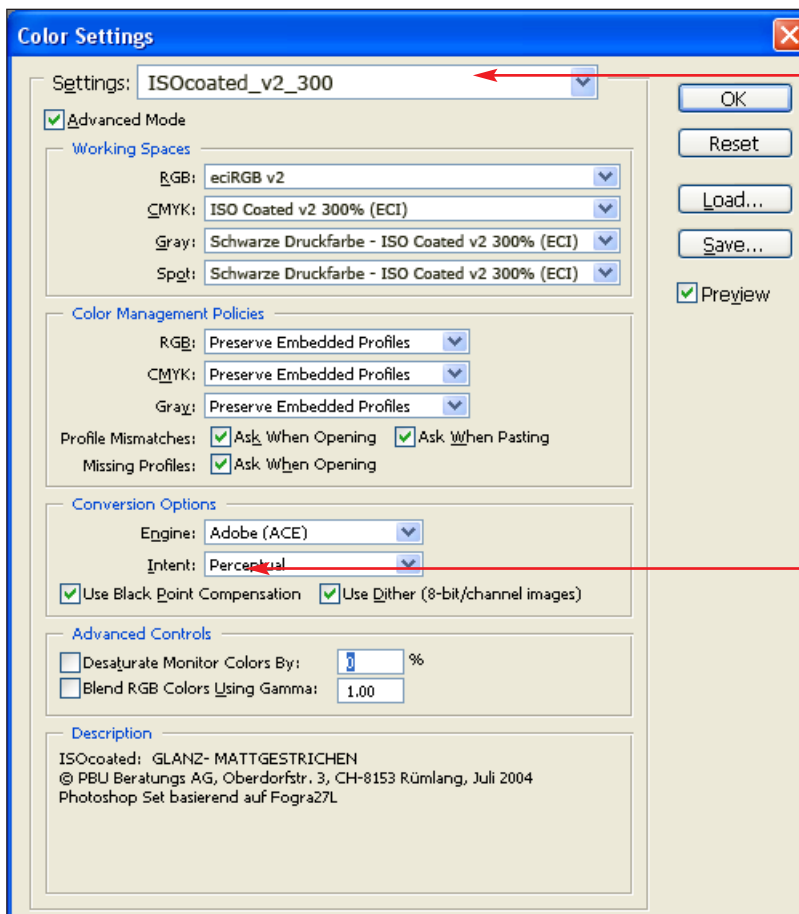 Color Settings
Settings: ISOcoated_v2_300
OK
Advanced Mode
Reset
Working Spaces
RGB: eciRGB v2
Load...
CMYK: ISO Coated v2 300% (ECI)
Gray: Schwarze Druckfarbe - ISO Coated v2 300% (ECI)
Save...
Spot: Schwarze Druckfarbe - ISO Coated v2 300% (ECI)
Preview
Color Management Policies
RGB: Preserve Embedded Profiles
CMYK: Preserve Embedded Profiles
Gray: Preserve Embedded Profiles
Profile Mismatches: Ask When Opening Ask When Pasting
Missing Profiles: Ask When Opening
Conversion Options
Engine: Adobe (ACE)
Intent: Perceptual
Use Black Point Compensation Use Dither (8-bit/channel images)
Advanced Controls
Desaturate Monitor Colors By: 0 %
Blend RGB Colors Using Gamma: 1.00
Description
ISOcoated: GLANZ- MATTGESTRICHEN
© PBU Beratungs AG, Oberdorfstr. 3, CH-8153 Rümlang, Juli 2004
Photoshop Set basierend auf Fogra27L